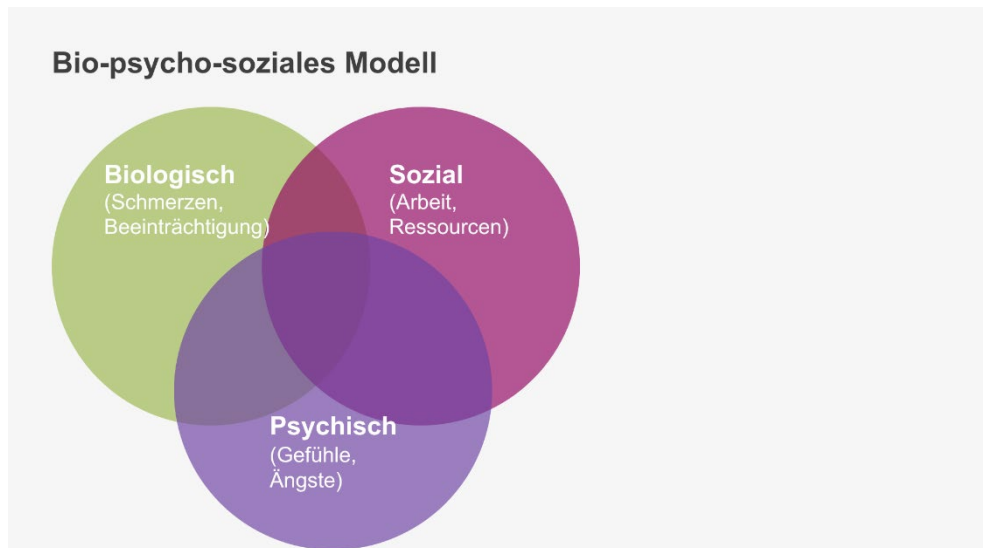 Bio-psycho-soziales Modell
Biologisch
(Schmerzen,
Beeinträchtigung)
Sozial
(Arbeit,
Ressourcen)
Psychisch
(Gefühle,
Ängste)